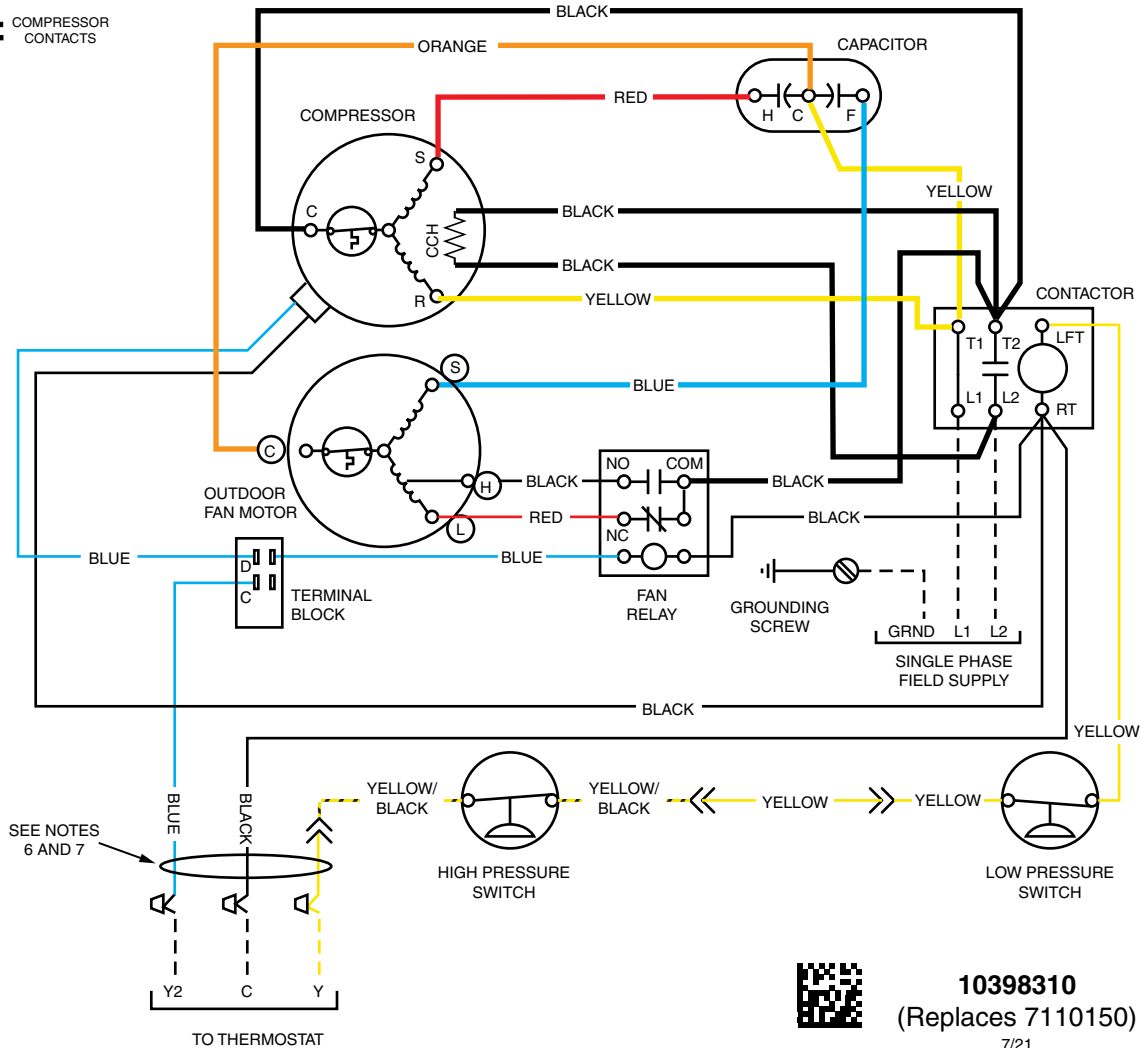 COMPRESSOR
CONTACTS
BLACK
ORANGE
CAPACITOR
RED
H
C
F
COMPRESSOR
S
C
CCH
R
BLACK
BLACK
YELLOW
YELLOW
CONTACTOR
T1
T2
LFT
L1
L2
RT
BLUE
S
C
H
L
OUTDOOR
FAN MOTOR
NO
COM
NC
BLACK
RED
BLUE
BLACK
BLACK
FAN
RELAY
BLUE
D
C
TERMINAL
BLOCK
GROUNDING
SCREW
GRND
L1
L2
SINGLE PHASE
FIELD SUPPLY
BLACK
YELLOW
YELLOW/
BLACK
YELLOW/
BLACK
YELLOW
YELLOW
BLUE
BLACK
SEE NOTES
6 AND 7
HIGH PRESSURE
SWITCH
LOW PRESSURE
SWITCH
Y2
C
Y
TO THERMOSTAT
10398310
(Replaces 7110150)
7/21